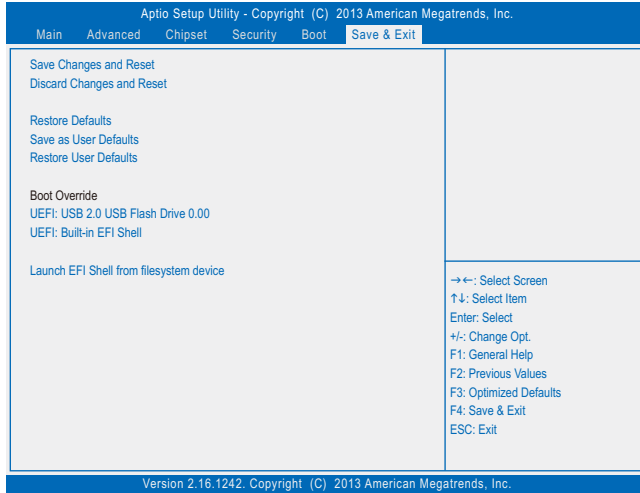 Aptio Setup Utility - Copyright (C) 2013 American Megatrends, Inc.
Main Advanced Chipset Security Boot Save & Exit
Save Changes and Reset
Discard Changes and Reset
Restore Defaults
Save as User Defaults
Restore User Defaults
Boot Override
UEFI: USB 2.0 USB Flash Drive 0.00
UEFI: Built-in EFI Shell
Launch EFI Shell from filesystem device
→←: Select Screen
↑↓: Select Item
Enter: Select
+/-: Change Opt.
F1: General Help
F2: Previous Values
F3: Optimized Defaults
F4: Save & Exit
ESC: Exit
Version 2.16.1242. Copyright (C) 2013 American Megatrends, Inc.